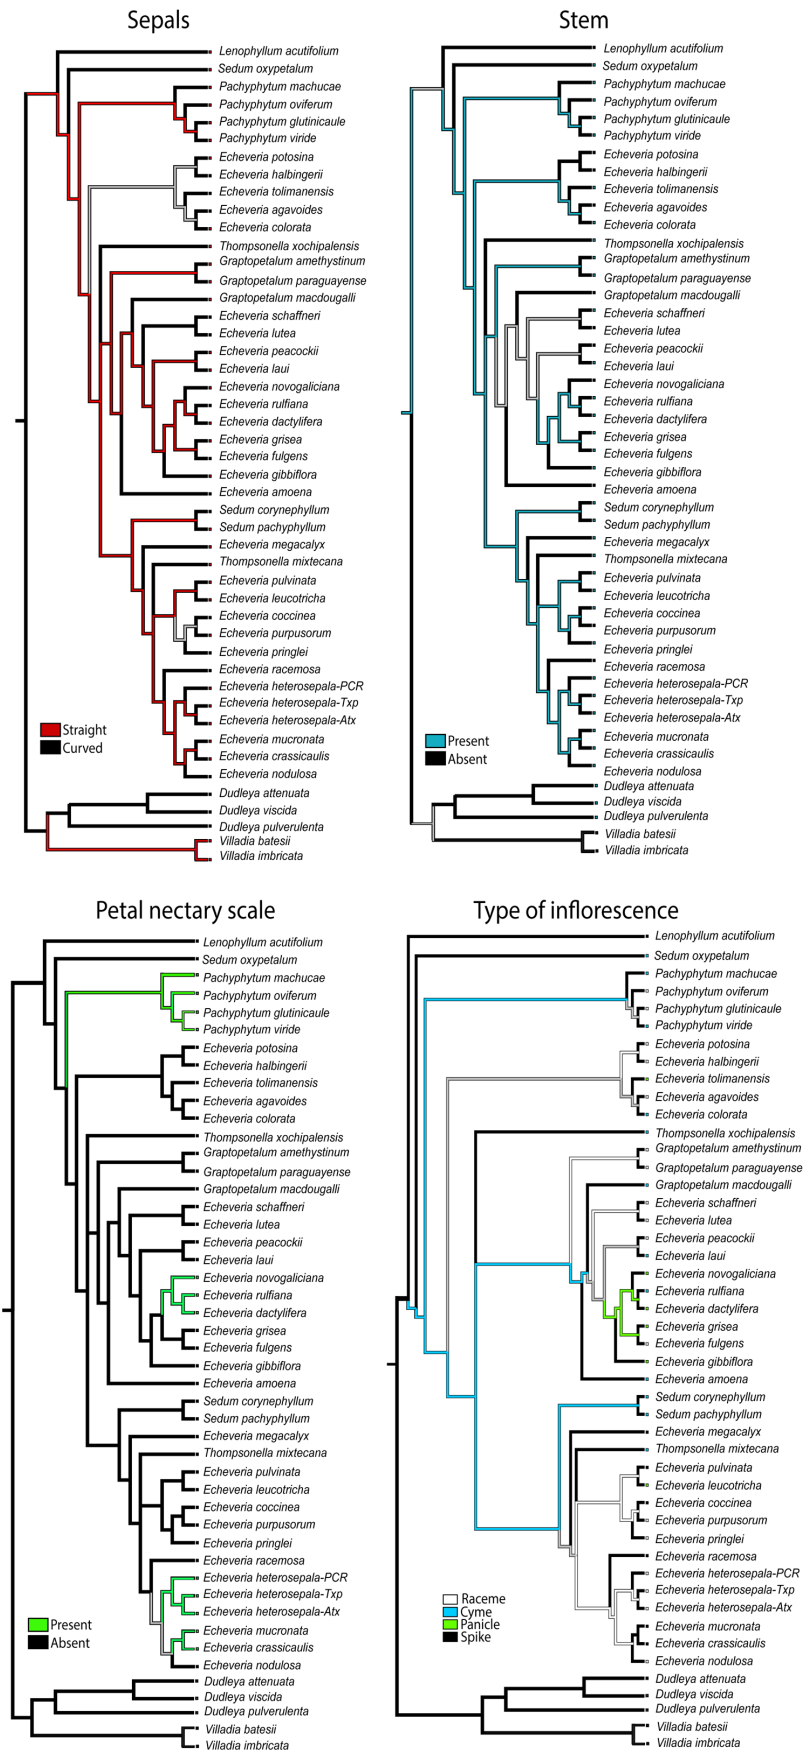 Sepals
Lenophyllum acutifolium
Sedum oxypetalum
Pachyphytum machucae
Pachyphytum oviferum
Pachyphytum glutinicaule
Pachyphytum viride
Echeveria potosina
Echeveria halbingerii
Echeveria tolimanensis
Echeveria agavoides
Echeveria colorata
Thompsonella xochipalensis
Graptopetalum amethystinum
Graptopetalum paraguayense
Graptopetalum macdougalli
Echeveria schaffneri
Echeveria lutea
Echeveria peacockii
Echeveria laui
Echeveria novogaliciana
Echeveria rulfiana
Echeveria dactylifera
Echeveria grisea
Echeveria fulgens
Echeveria gibbiflora
Echeveria amoena
Sedum corynephyllum
Sedum pachyphyllum
Echeveria megacalyx
Thompsonella mixtecana
Echeveria pulvinata
Echeveria leucotricha
Echeveria coccinea
Echeveria purpusorum
Echeveria pringlei
Echeveria racemosa
Echeveria heterosepala-PCR
Echeveria heterosepala-Txp
Echeveria heterosepala-Atx
Echeveria mucronata
Echeveria crassicaulis
Echeveria nodulosa
Dudleya attenuata
Dudleya viscida
Dudleya pulverulenta
Villadia batesii
Villadia imbricata
Straight
Curved
Stem
Lenophyllum acutifolium
Sedum oxypetalum
Pachyphytum machucae
Pachyphytum oviferum
Pachyphytum glutinicaule
Pachyphytum viride
Echeveria potosina
Echeveria halbingerii
Echeveria tolimanensis
Echeveria agavoides
Echeveria colorata
Thompsonella xochipalensis
Graptopetalum amethystinum
Graptopetalum paraguayense
Graptopetalum macdougalli
Echeveria schaffneri
Echeveria lutea
Echeveria peacockii
Echeveria laui
Echeveria novogaliciana
Echeveria rulfiana
Echeveria dactylifera
Echeveria grisea
Echeveria fulgens
Echeveria gibbiflora
Echeveria amoena
Sedum corynephyllum
Sedum pachyphyllum
Echeveria megacalyx
Thompsonella mixtecana
Echeveria pulvinata
Echeveria leucotricha
Echeveria coccinea
Echeveria purpusorum
Echeveria pringlei
Echeveria racemosa
Echeveria heterosepala-PCR
Echeveria heterosepala-Txp
Echeveria heterosepala-Atx
Echeveria mucronata
Echeveria crassicaulis
Echeveria nodulosa
Dudleya attenuata
Dudleya viscida
Dudleya pulverulenta
Villadia batesii
Villadia imbricata
Present
Absent
Petal nectary scale
Lenophyllum acutifolium
Sedum oxypetalum
Pachyphytum machucae
Pachyphytum oviferum
Pachyphytum glutinicaule
Pachyphytum viride
Echeveria potosina
Echeveria halbingerii
Echeveria tolimanensis
Echeveria agavoides
Echeveria colorata
Thompsonella xochipalensis
Graptopetalum amethystinum
Graptopetalum paraguayense
Graptopetalum macdougalli
Echeveria schaffneri
Echeveria lutea
Echeveria peacockii
Echeveria laui
Echeveria novogaliciana
Echeveria rulfiana
Echeveria dactylifera
Echeveria grisea
Echeveria fulgens
Echeveria gibbiflora
Echeveria amoena
Sedum corynephyllum
Sedum pachyphyllum
Echeveria megacalyx
Thompsonella mixtecana
Echeveria pulvinata
Echeveria leucotricha
Echeveria coccinea
Echeveria purpusorum
Echeveria pringlei
Echeveria racemosa
Echeveria heterosepala-PCR
Echeveria heterosepala-Txp
Echeveria heterosepala-Atx
Echeveria mucronata
Echeveria crassicaulis
Echeveria nodulosa
Dudleya attenuata
Dudleya viscida
Dudleya pulverulenta
Villadia batesii
Villadia imbricata
Present
Absent
Type of inflorescence
Lenophyllum acutifolium
Sedum oxypetalum
Pachyphytum machucae
Pachyphytum oviferum
Pachyphytum glutinicaule
Pachyphytum viride
Echeveria potosina
Echeveria halbingerii
Echeveria tolimanensis
Echeveria agavoides
Echeveria colorata
Thompsonella xochipalensis
Graptopetalum amethystinum
Graptopetalum paraguayense
Graptopetalum macdougalli
Echeveria schaffneri
Echeveria lutea
Echeveria peacockii
Echeveria laui
Echeveria novogaliciana
Echeveria rulfiana
Echeveria dactylifera
Echeveria grisea
Echeveria fulgens
Echeveria gibbiflora
Echeveria amoena
Sedum corynephyllum
Sedum pachyphyllum
Echeveria megacalyx
Thompsonella mixtecana
Echeveria pulvinata
Echeveria leucotricha
Echeveria coccinea
Echeveria purpusorum
Echeveria pringlei
Echeveria racemosa
Echeveria heterosepala-PCR
Echeveria heterosepala-Txp
Echeveria heterosepala-Atx
Echeveria mucronata
Echeveria crassicaulis
Echeveria nodulosa
Dudleya attenuata
Dudleya viscida
Dudleya pulverulenta
Villadia batesii
Villadia imbricata
Raceme
Cyme
Panicle
Spike